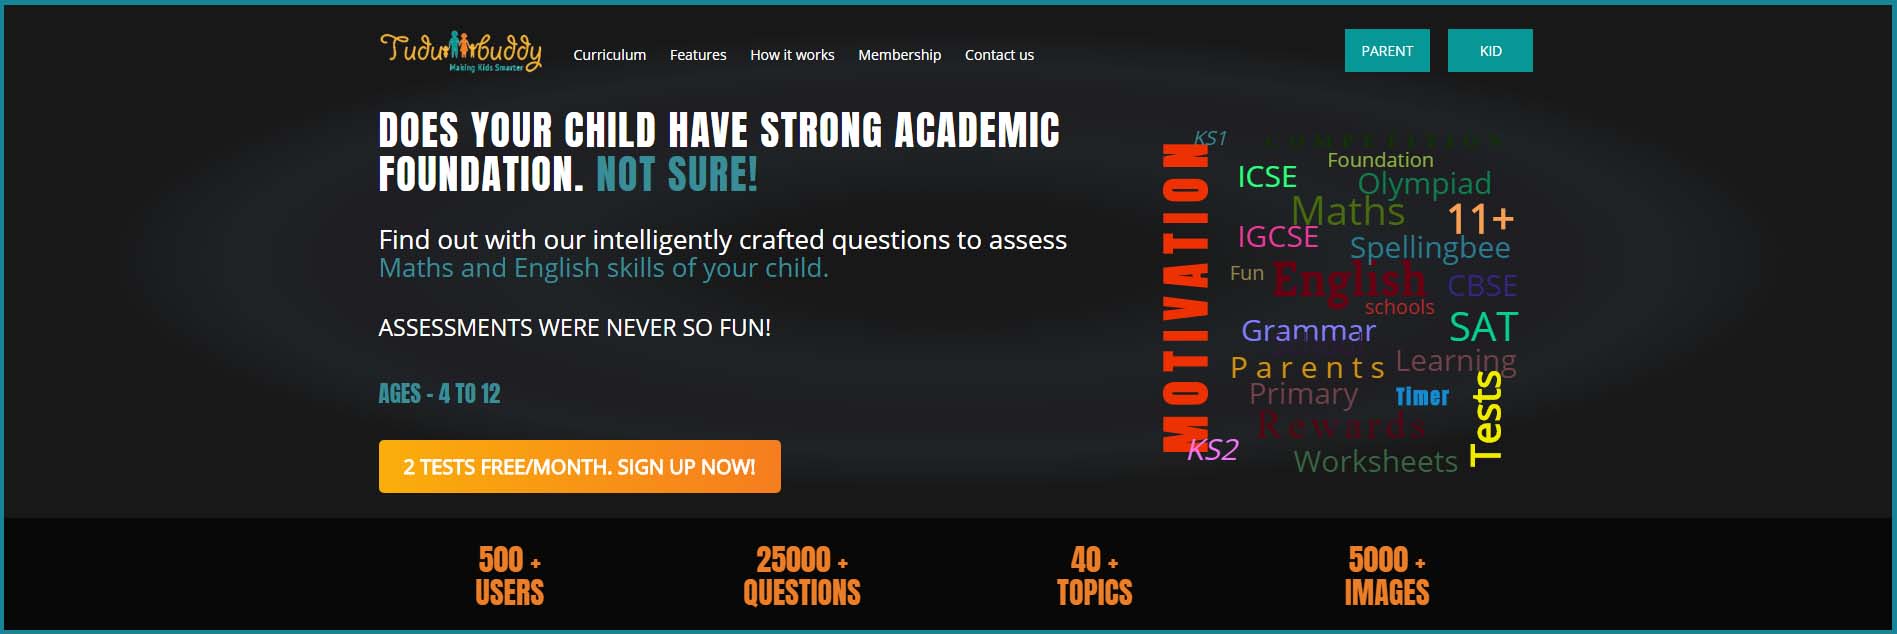 Tudu buddy
Making Kids Smarter
Curriculum Features How it works Membership Contact us
PARENT KID
DOES YOUR CHILD HAVE STRONG ACADEMIC
FOUNDATION. NOT SURE!
Find out with our intelligently crafted questions to assess
Maths and English skills of your child.
ASSESSMENTS WERE NEVER SO FUN!
AGES - 4 TO 12
2 TESTS FREE/MONTH. SIGN UP NOW!
KS1
COMPETITION
MOTIVATION
Foundation
ICSE
Olympiad
Maths
11+
IGCSE
Spellingbee
Fun
English
CBSE
schools
Grammar
SAT
Parents
Learning
Primary
Timer
Tests
Rewards
KS2
Worksheets
500 +
USERS
25000 +
QUESTIONS
40 +
TOPICS
5000 +
IMAGES